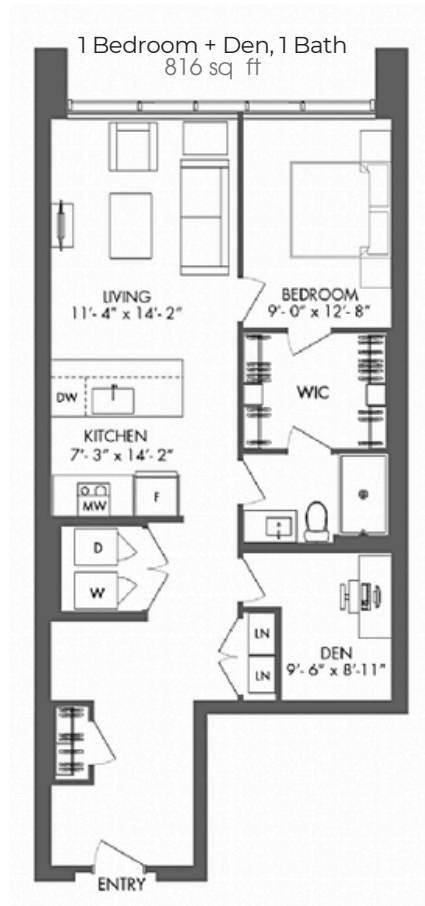 1 Bedroom + Den, 1 Bath
816 sq ft
LIVING
11'- 4" x 14'- 2"
BEDROOM
9'- 0" x 12'- 8"
WIC
DW
KITCHEN
7'- 3" x 14'- 2"
MW
F
D
W
LN
LN
DEN
9'- 6" x 8'-11"
ENTRY